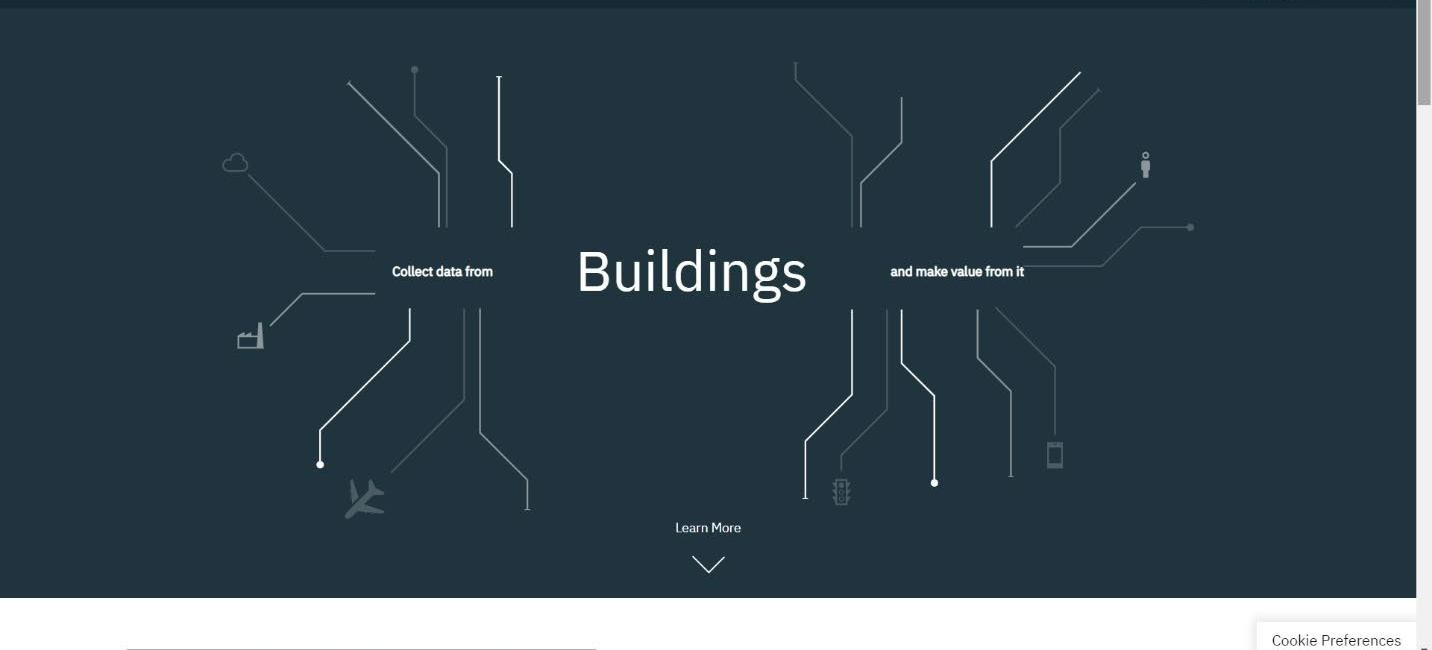 Collect data from
Buildings
and make value from it
Learn More
Cookie Preferences